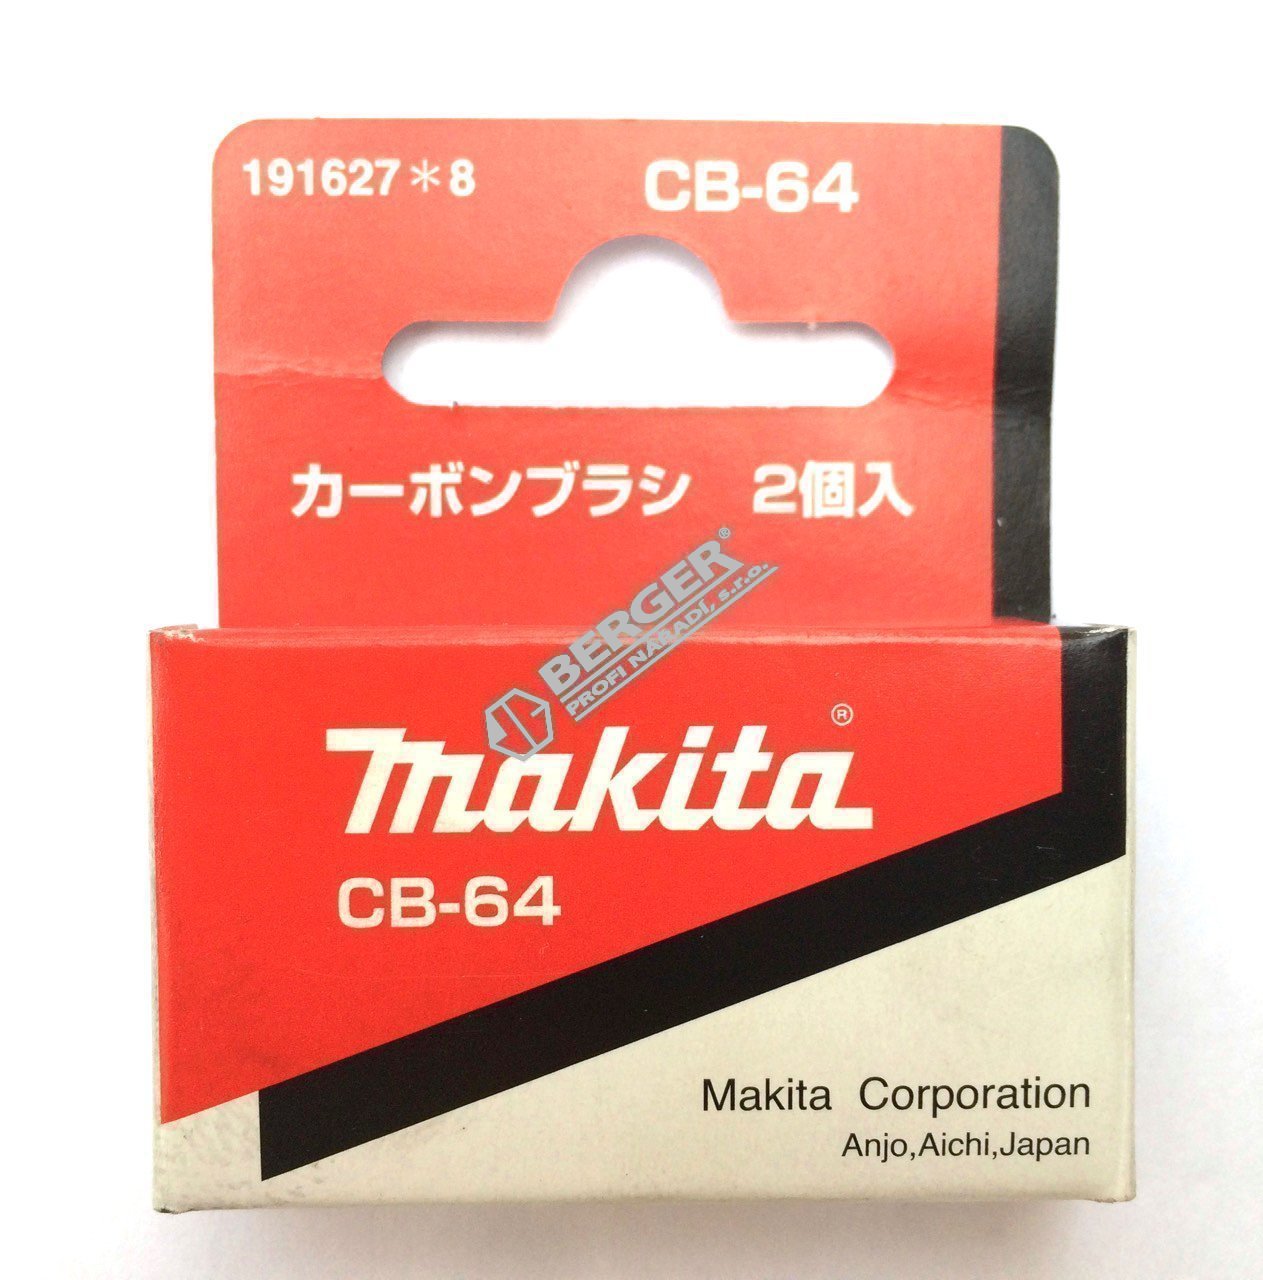 191627＊8 CB-64
カーボンブラシ 2個入
BERGER®
PROFI NÁŘADÍ, s.r.o.
makita®
CB-64
Makita Corporation
Anjo,Aichi,Japan